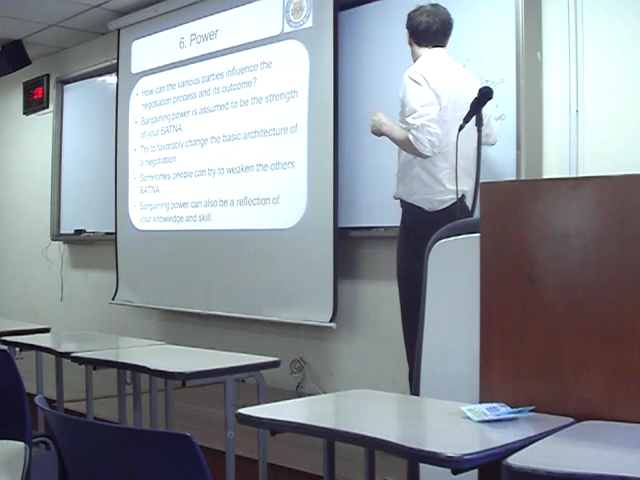 6. Power
• How can the various parties influence the
negotiation process and its outcome?
• Bargaining power is assumed to be the strength
of your BATNA.
• Try to favorably change the basic architecture of
a negotiation.
• Sometimes people can try to weaken the others
BATNA.
• Bargaining power can also be a reflection of
your knowledge and skill.